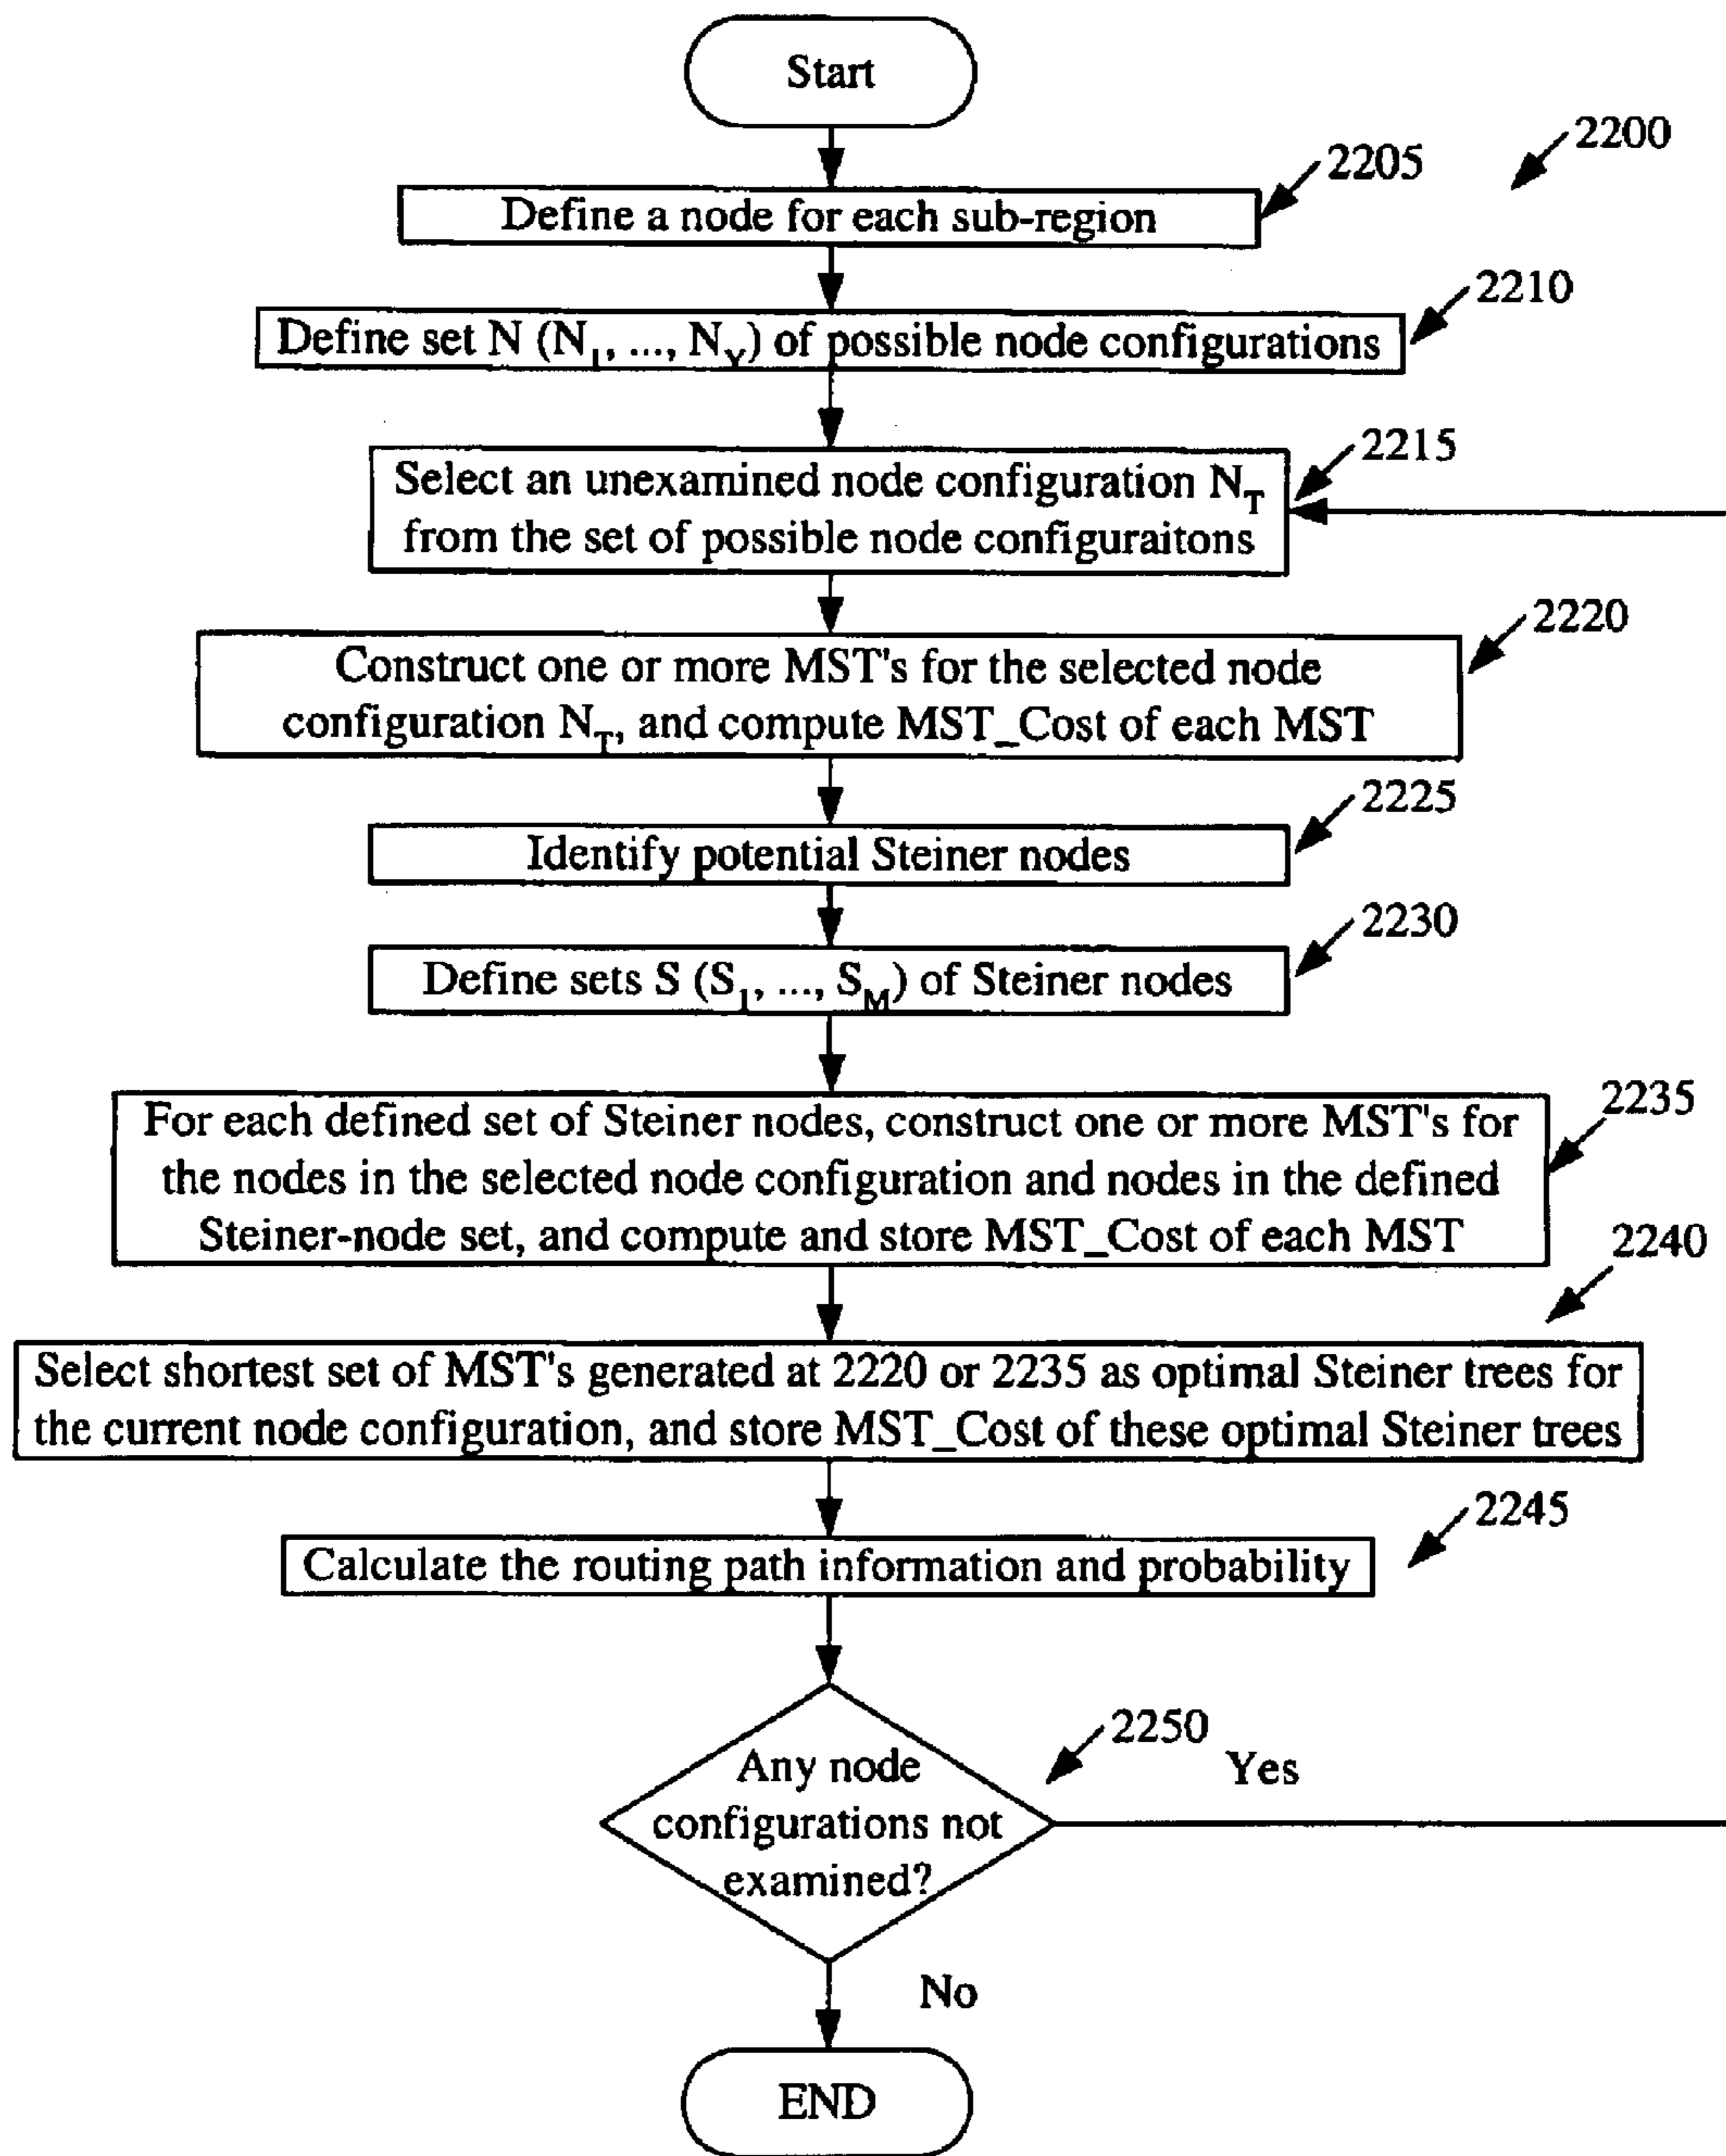 Start
2200
2205
Define a node for each sub-region
2210
Define set N (N₁, ..., N_Y) of possible node configurations
2215
Select an unexamined node configuration N_T
from the set of possible node configuraitons
2220
Construct one or more MST's for the selected node
configuration N_T, and compute MST_Cost of each MST
2225
Identify potential Steiner nodes
2230
Define sets S (S₁, ..., S_M) of Steiner nodes
2235
For each defined set of Steiner nodes, construct one or more MST's for
the nodes in the selected node configuration and nodes in the defined
Steiner-node set, and compute and store MST_Cost of each MST
2240
Select shortest set of MST's generated at 2220 or 2235 as optimal Steiner trees for
the current node configuration, and store MST_Cost of these optimal Steiner trees
2245
Calculate the routing path information and probability
2250
Any node
configurations not
examined?
Yes
No
END